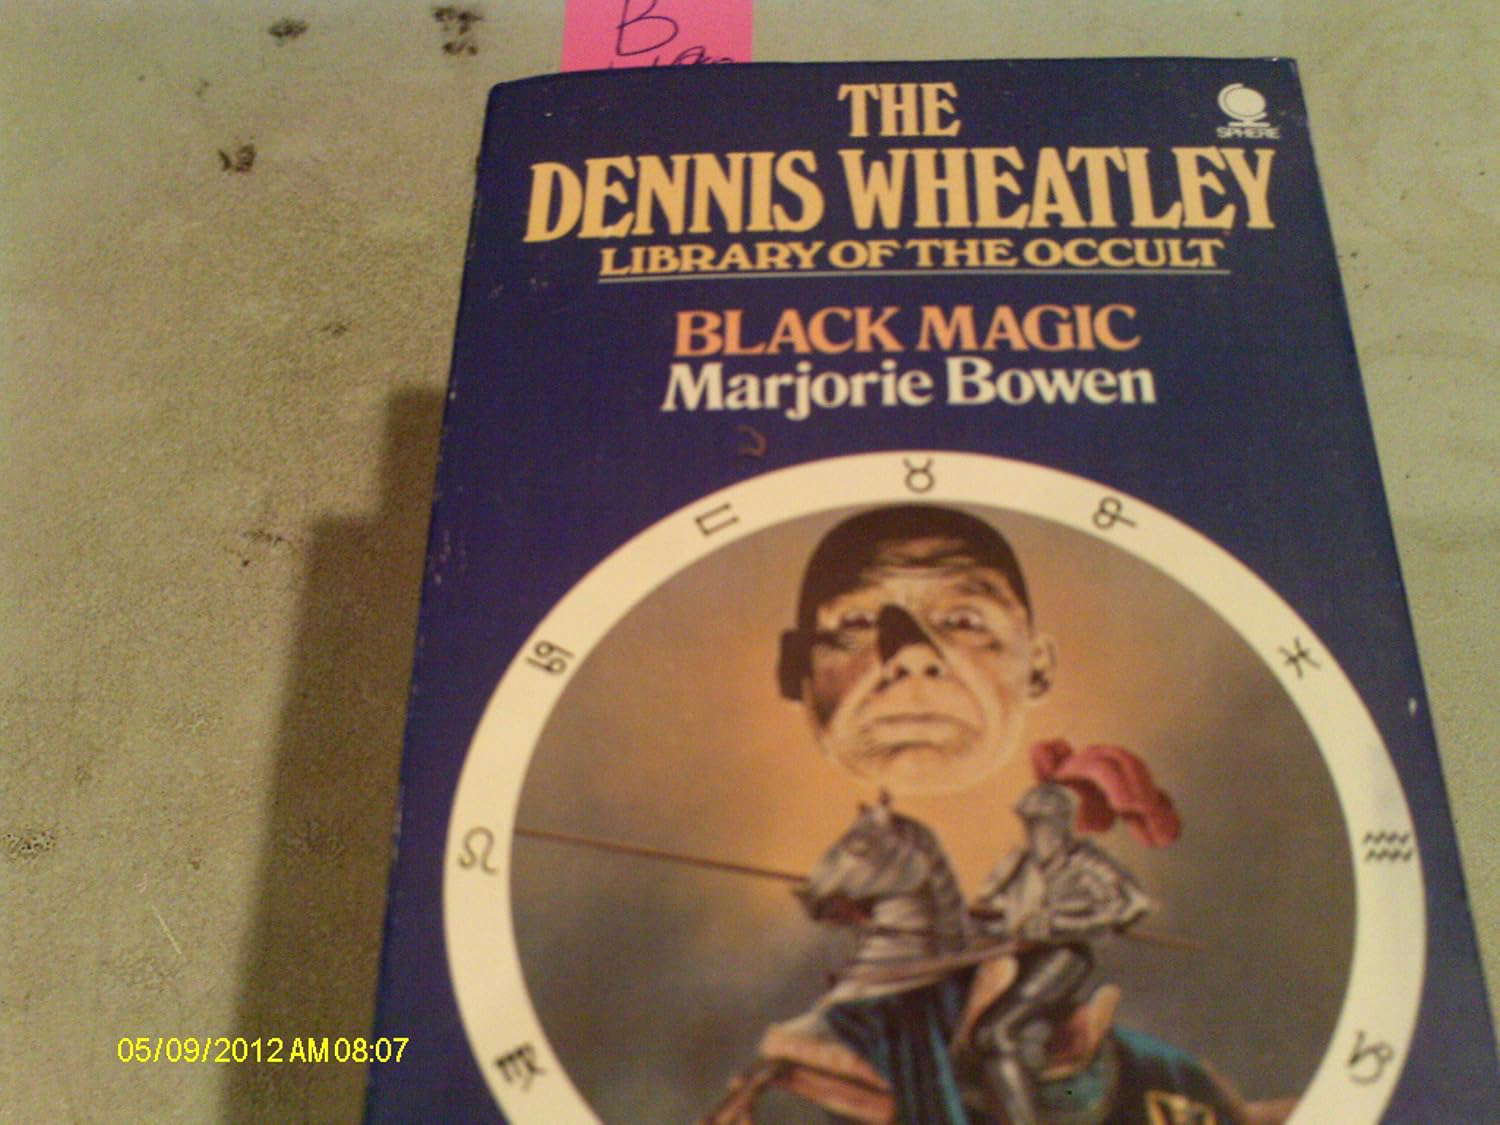 B
THE
SPHERE
DENNIS WHEATLEY
LIBRARY OF THE OCCULT
BLACK MAGIC
Marjorie Bowen
05/09/2012 AM 08:07